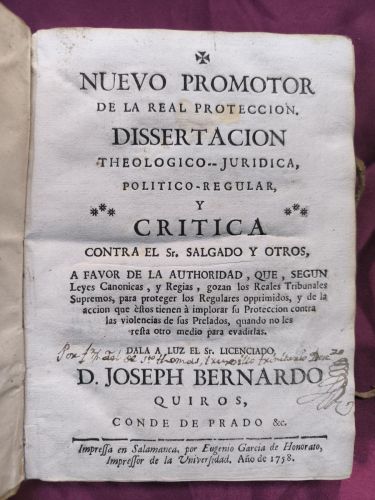 NUEVO PROMOTOR
DE LA REAL PROTECCION.
DISSERTACION
THEOLOGICO-- JURIDICA,
POLITICO-REGULAR,
Y
CRITICA
CONTRA EL Sr. SALGADO Y OTROS,
A FAVOR DE LA AUTHORIDAD, QUE, SEGUN
Leyes Canonicas, y Regias, gozan los Reales Tribunales
Supremos, para proteger los Regulares opprimidos, y de la
accion que èstos tienen à implorar su Proteccion contra
las violencias de sus Prelados, quando no les
resta otro medio para evadirlas.
DALA A LUZ EL Sr. LICENCIADO
D. JOSEPH BERNARDO
QUIROS,
CONDE DE PRADO &c.
Impressa en Salamanca, por Eugenio Garcia de Honorato,
Impressor de la Universidad. Año de 1758.